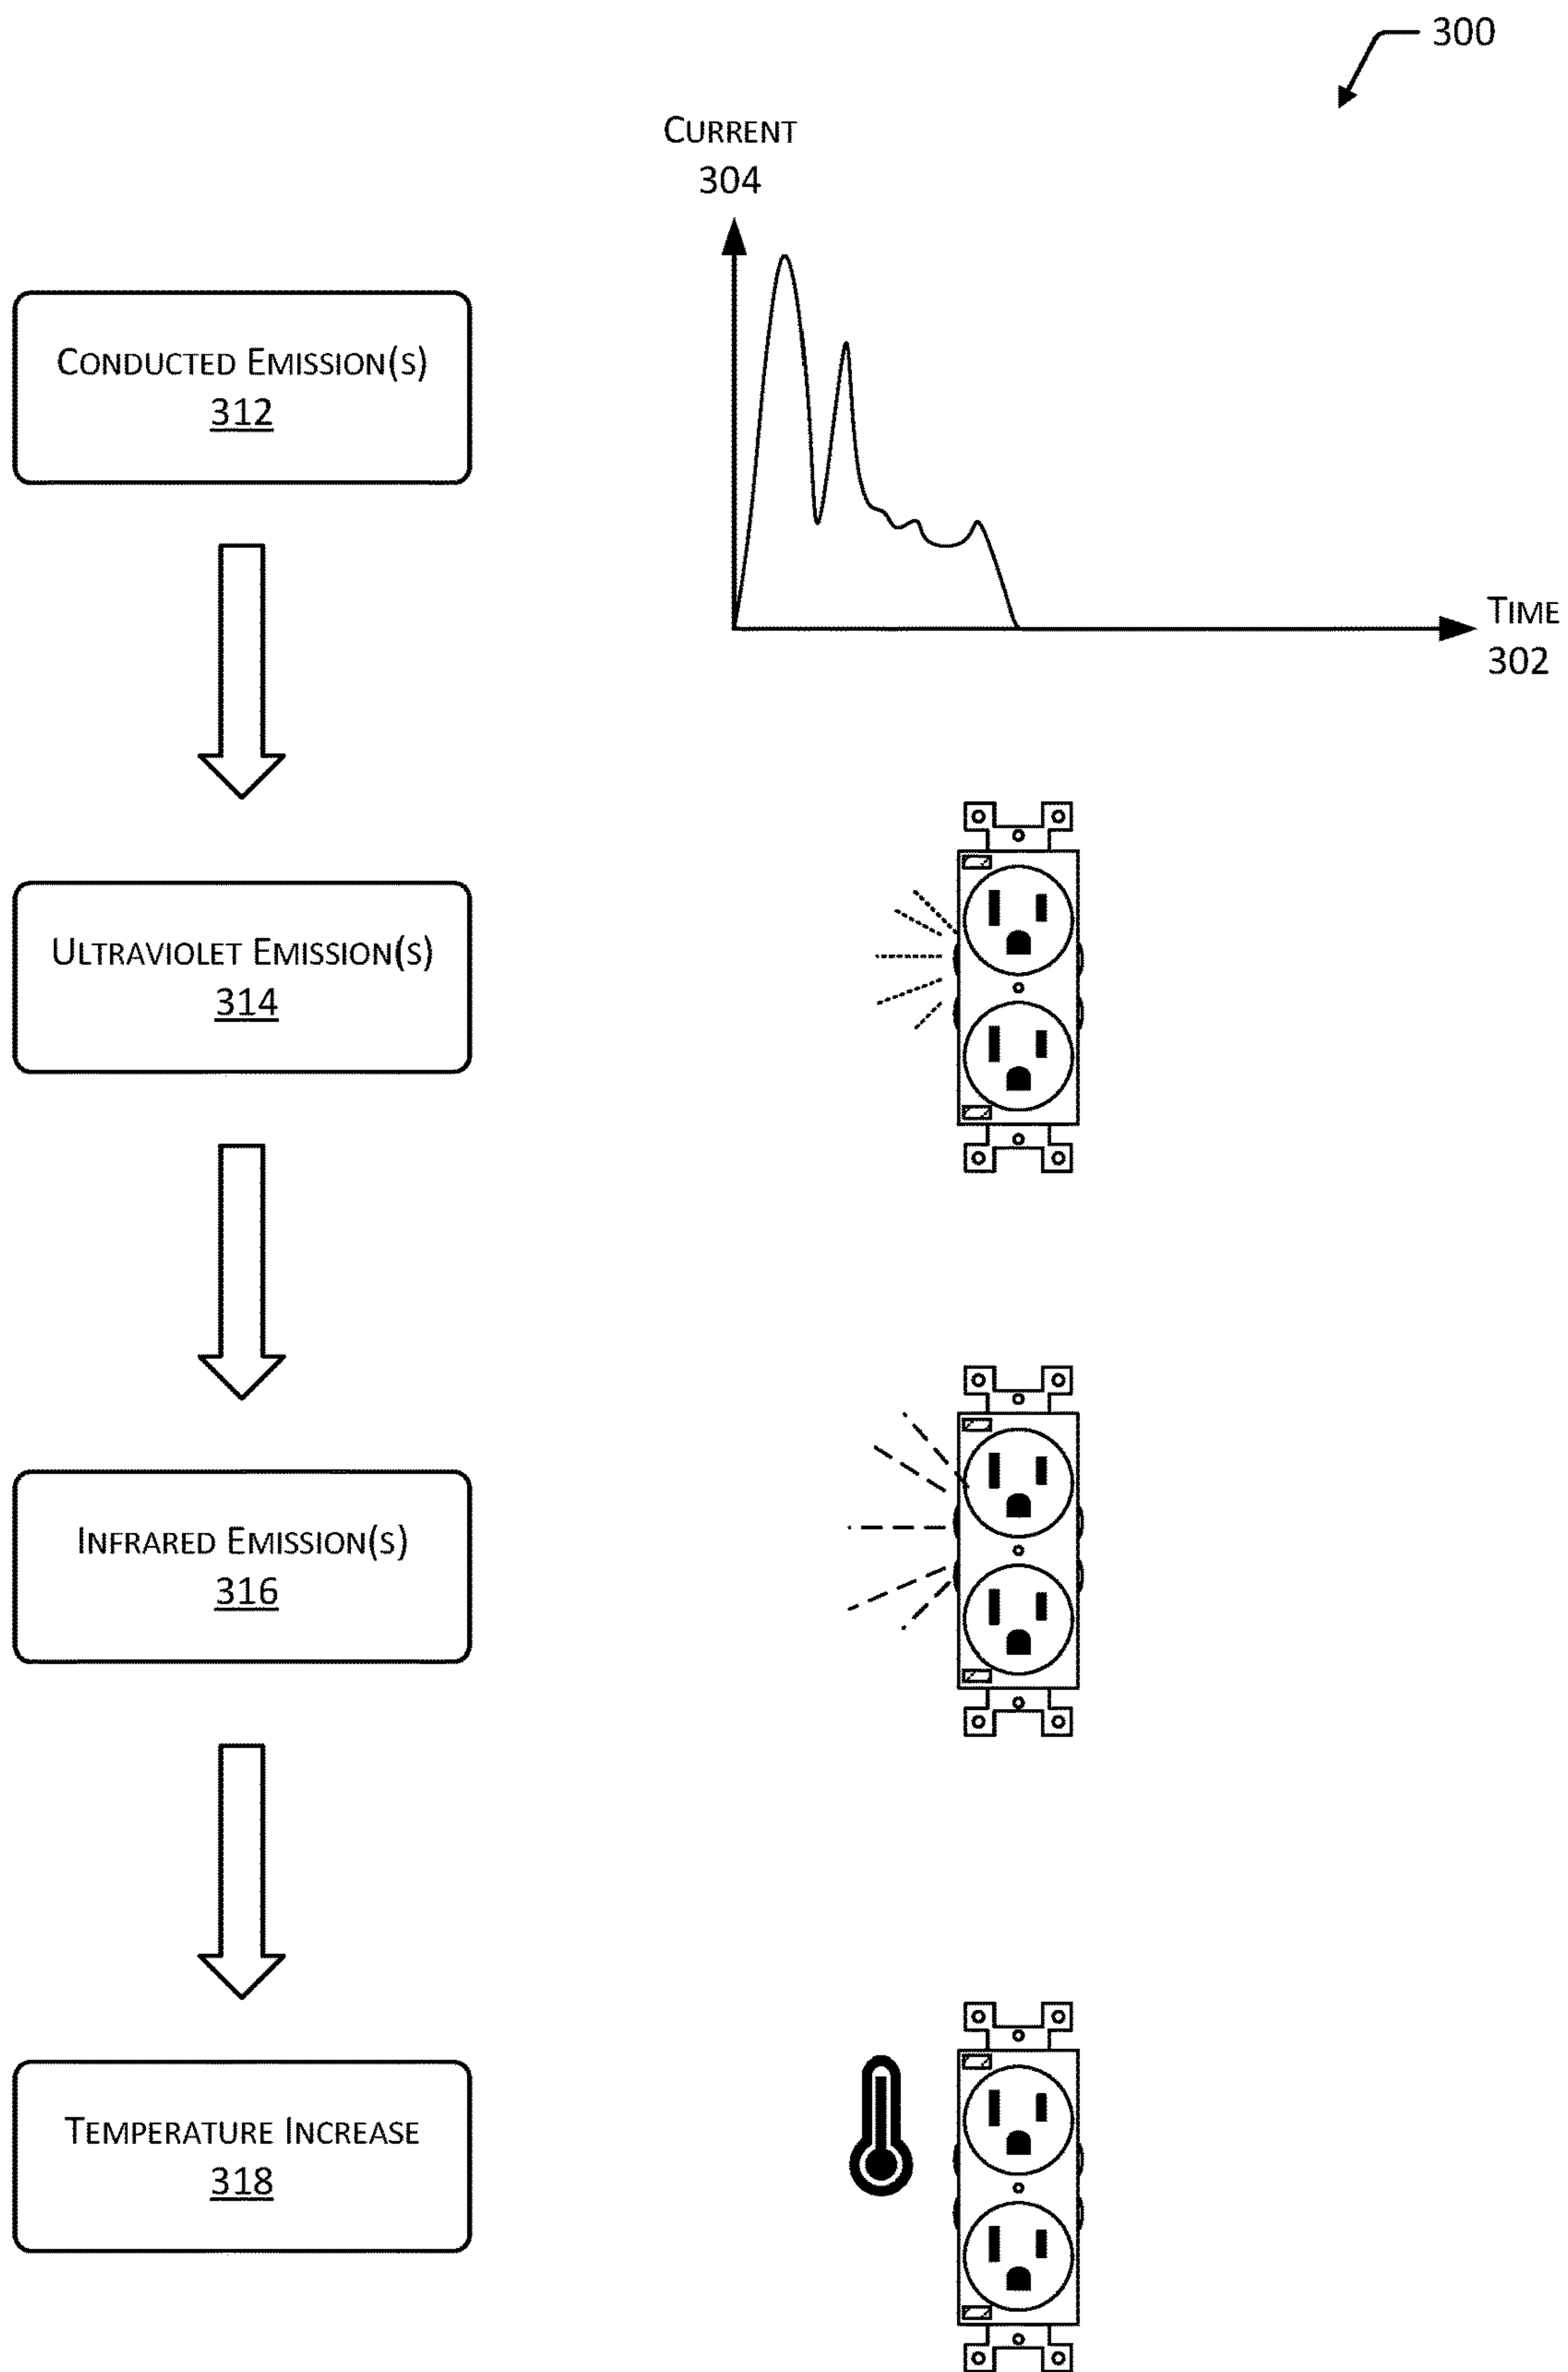 300
CURRENT
304
CONDUCTED EMISSION(S)
312
TIME
302
ULTRAVIOLET EMISSION(S)
314
INFRARED EMISSION(S)
316
TEMPERATURE INCREASE
318